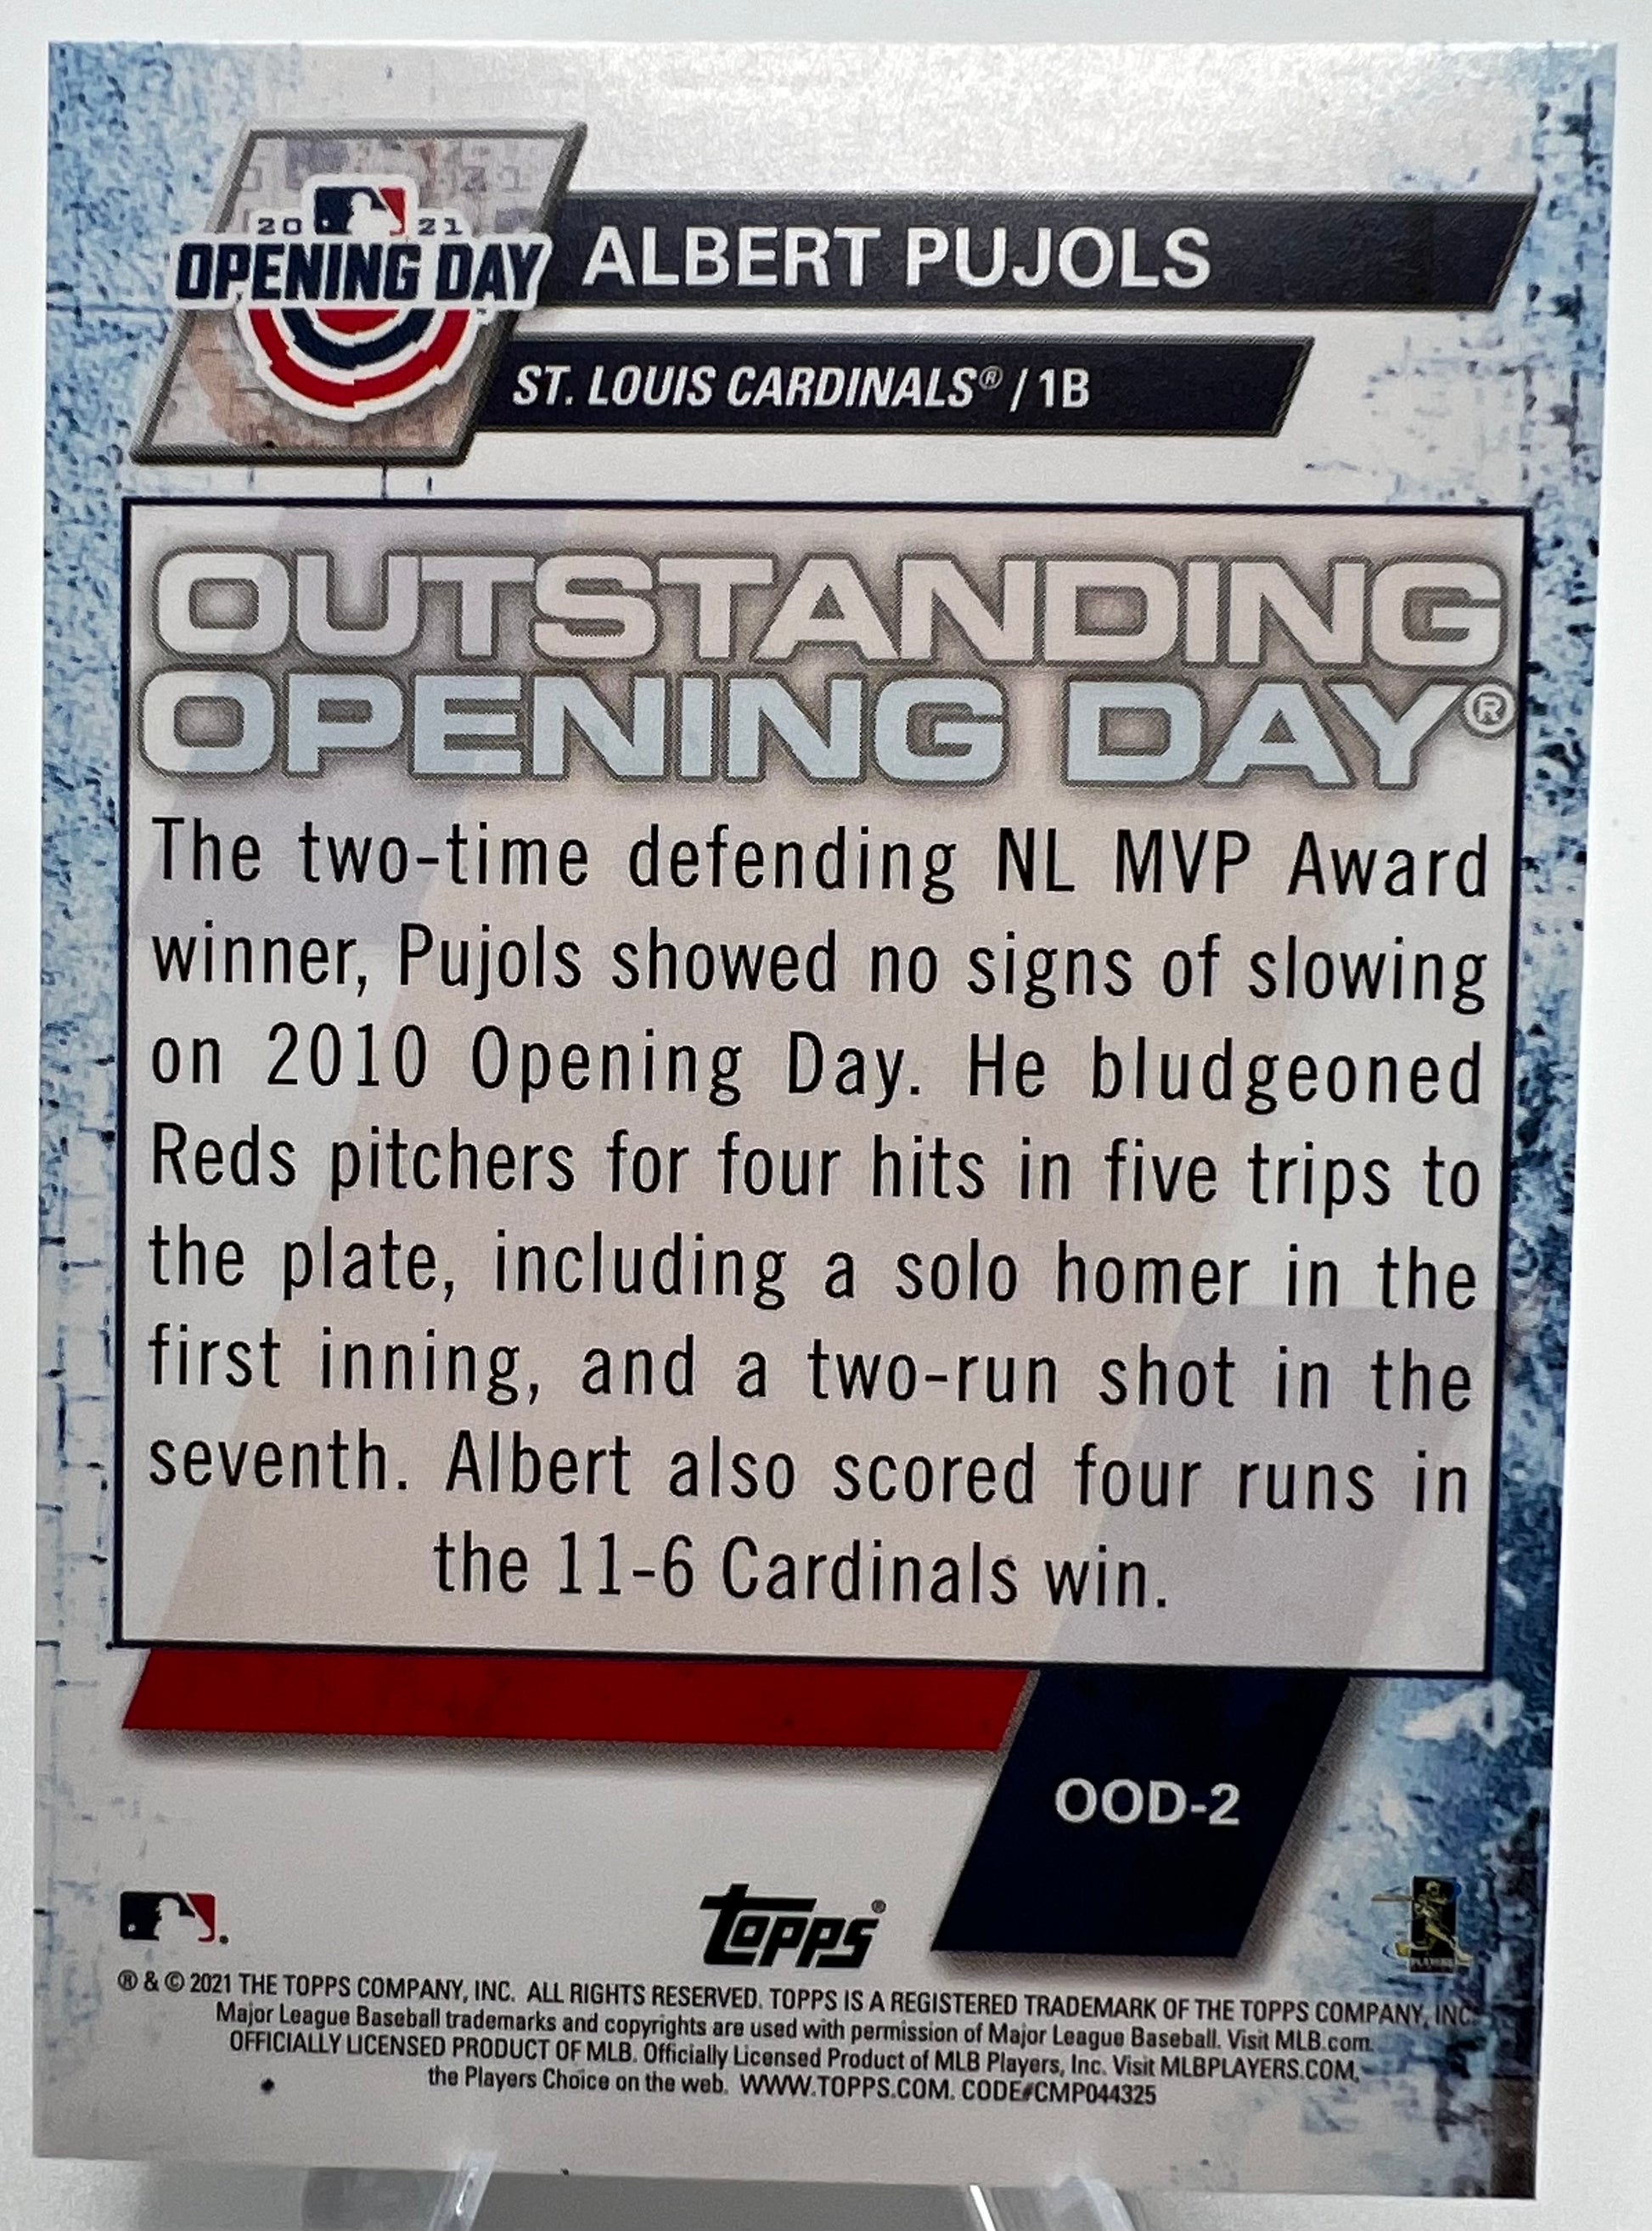 20 21
OPENING DAY
ALBERT PUJOLS
ST. LOUIS CARDINALS® / 1B
OUTSTANDING
OPENING DAY®
The two-time defending NL MVP Award
winner, Pujols showed no signs of slowing
on 2010 Opening Day. He bludgeoned
Reds pitchers for four hits in five trips to
the plate, including a solo homer in the
first inning, and a two-run shot in the
seventh. Albert also scored four runs in
the 11-6 Cardinals win.
OOD-2
Topps®
® & © 2021 THE TOPPS COMPANY, INC. ALL RIGHTS RESERVED. TOPPS IS A REGISTERED TRADEMARK OF THE TOPPS COMPANY, INC.
Major League Baseball trademarks and copyrights are used with permission of Major League Baseball. Visit MLB.com.
OFFICIALLY LICENSED PRODUCT OF MLB. Officially Licensed Product of MLB Players, Inc. Visit MLBPLAYERS.COM,
the Players Choice on the web. WWW.TOPPS.COM. CODE#CMP044325